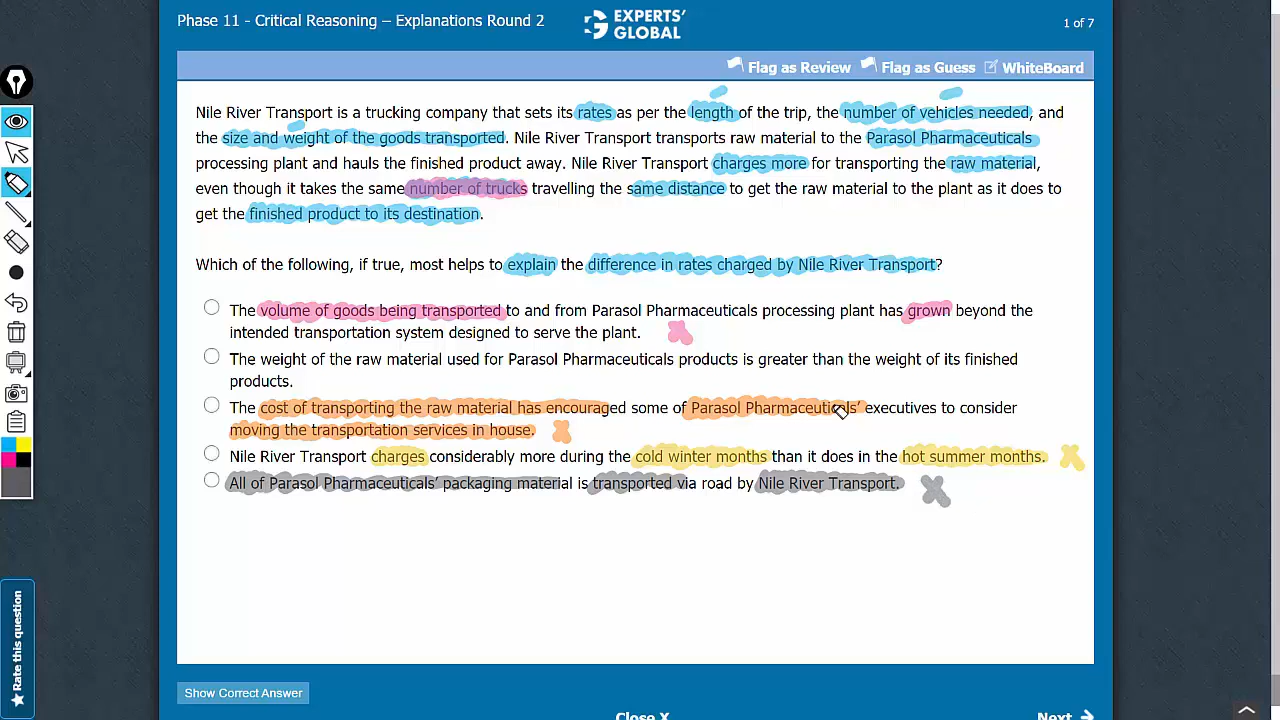 Phase 11 - Critical Reasoning – Explanations Round 2
EXPERTS’
GLOBAL
1 of 7
Flag as Review
Flag as Guess
WhiteBoard
Nile River Transport is a trucking company that sets its rates as per the length of the trip, the number of vehicles needed, and
the size and weight of the goods transported. Nile River Transport transports raw material to the Parasol Pharmaceuticals
processing plant and hauls the finished product away. Nile River Transport charges more for transporting the raw material,
even though it takes the same number of trucks travelling the same distance to get the raw material to the plant as it does to
get the finished product to its destination.
Which of the following, if true, most helps to explain the difference in rates charged by Nile River Transport?
The volume of goods being transported to and from Parasol Pharmaceuticals processing plant has grown beyond the
intended transportation system designed to serve the plant.
The weight of the raw material used for Parasol Pharmaceuticals products is greater than the weight of its finished
products.
The cost of transporting the raw material has encouraged some of Parasol Pharmaceuticals’ executives to consider
moving the transportation services in house.
Nile River Transport charges considerably more during the cold winter months than it does in the hot summer months.
All of Parasol Pharmaceuticals’ packaging material is transported via road by Nile River Transport.
Rate this question
Show Correct Answer
Close X
Next